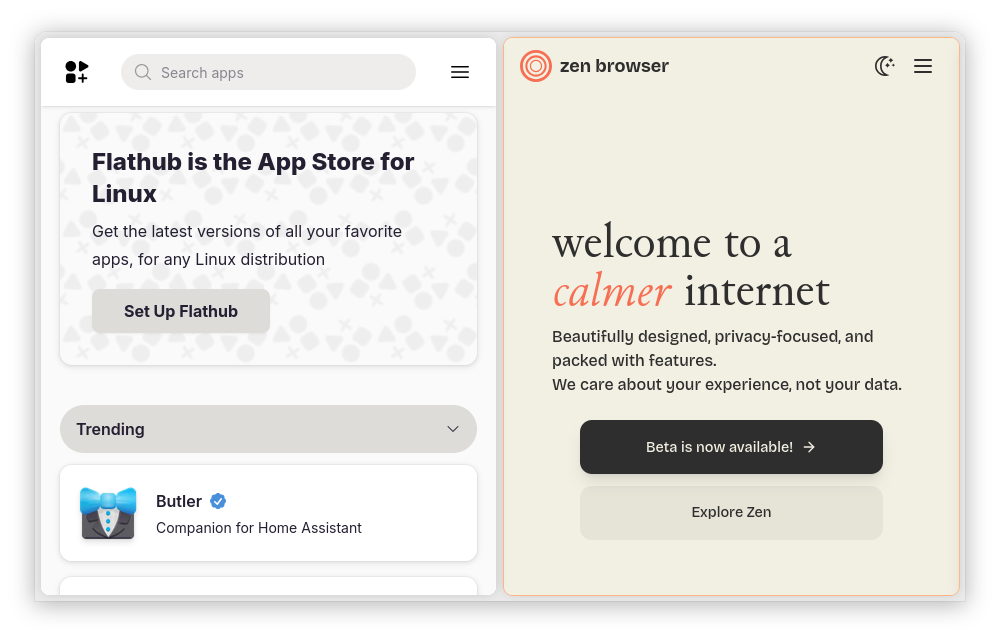 Search apps
Flathub is the App Store for
Linux
Get the latest versions of all your favorite
apps, for any Linux distribution
Set Up Flathub
Trending
Butler
Companion for Home Assistant
zen browser
welcome to a
calmer internet
Beautifully designed, privacy-focused, and
packed with features.
We care about your experience, not your data.
Beta is now available!
Explore Zen